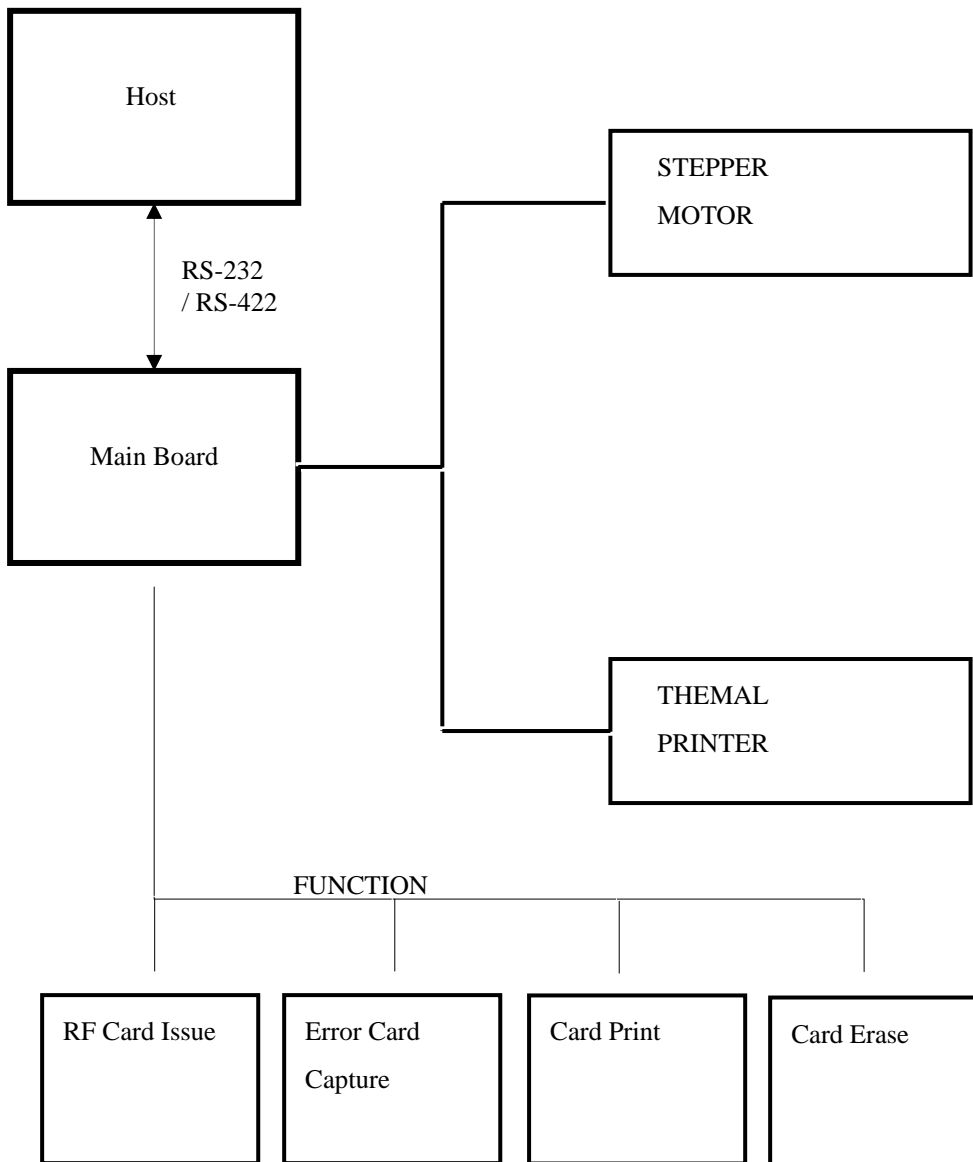 Host
STEPPER
MOTOR
RS-232
/ RS-422
Main Board
THEMAL
PRINTER
FUNCTION
RF Card Issue
Error Card
Capture
Card Print
Card Erase